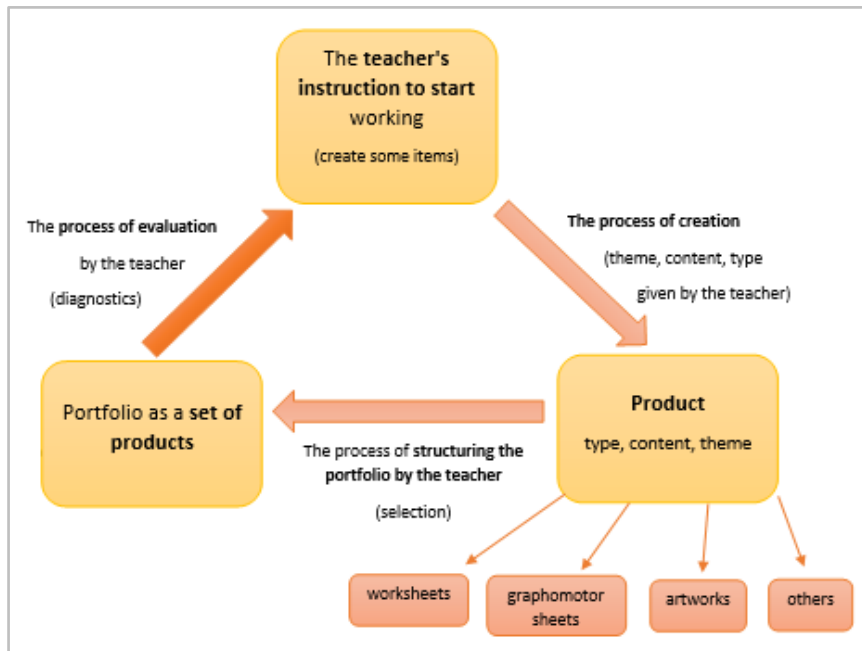 The teacher's
instruction to start
working
(create some items)
The process of evaluation
by the teacher
(diagnostics)
The process of creation
(theme, content, type
given by the teacher)
Portfolio as a set of
products
The process of structuring the
portfolio by the teacher
(selection)
Product
type, content, theme
worksheets
graphomotor
sheets
artworks
others